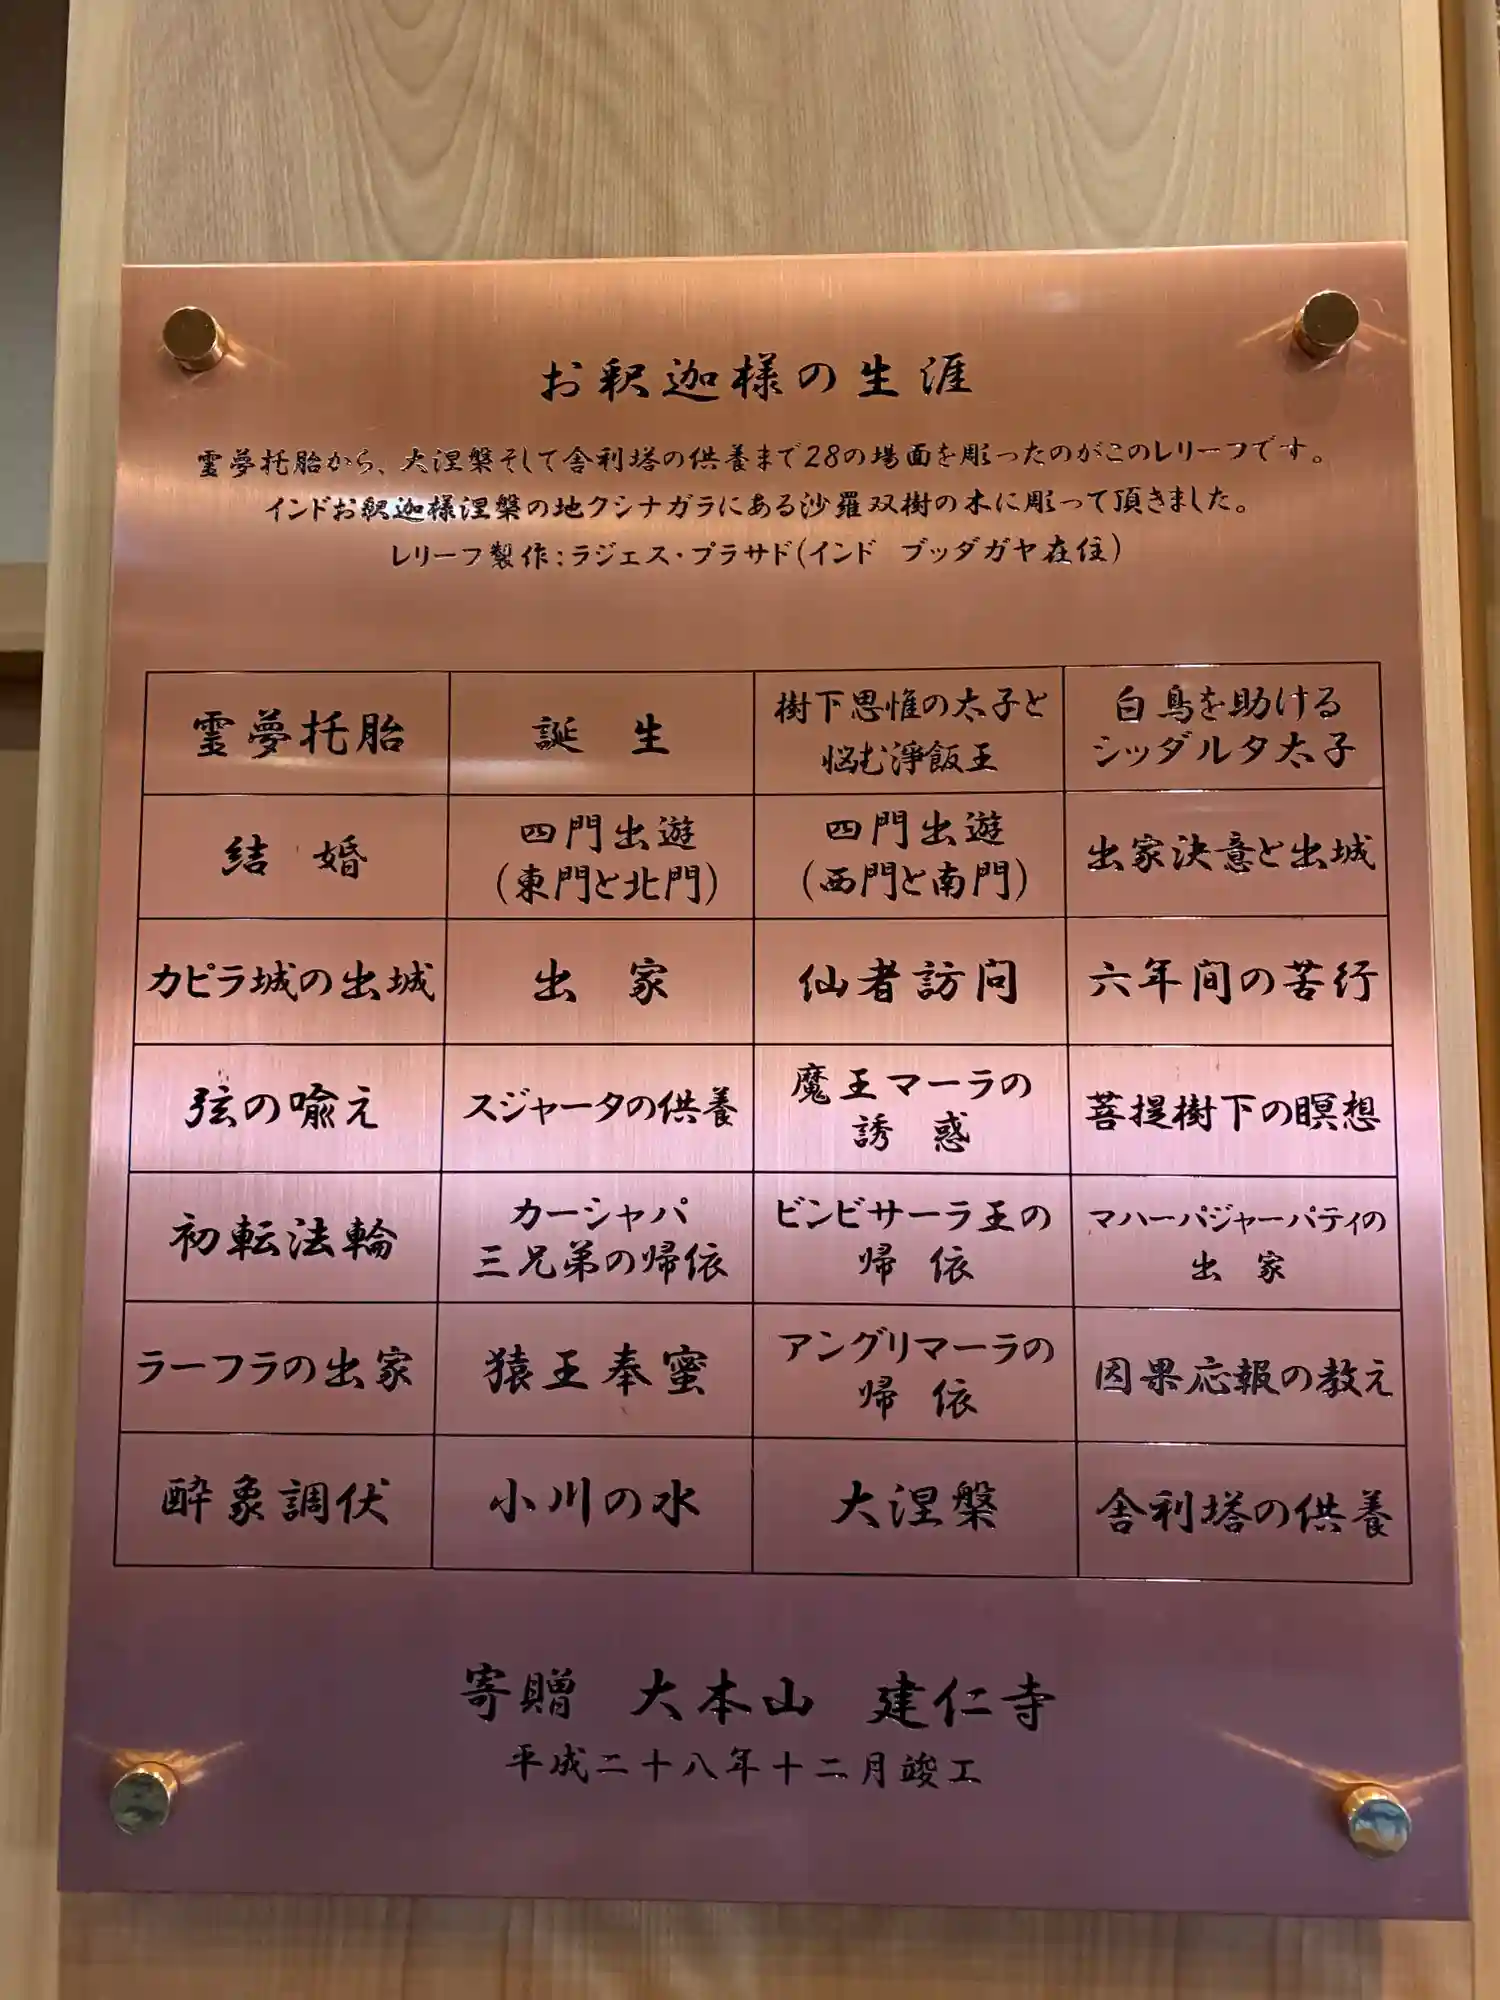 お釈迦様の生涯
霊夢托胎から、大涅槃そして舎利塔の供養まで28の場面を彫ったのがこのレリーフです。
インドお釈迦様涅槃の地クシナガラにある沙羅双樹の木に彫って頂きました。
レリーフ製作：ラジェス・プラサド(インド ブッダガヤ在住)
霊夢托胎
誕 生
樹下思惟の太子と
悩む淨飯王
白鳥を助ける
シッダルタ太子
結 婚
四門出遊
(東門と北門)
四門出遊
(西門と南門)
出家決意と出城
カピラ城の出城
出 家
仙者訪問
六年間の苦行
弦の喩え
スジャータの供養
魔王マーラの
誘 惑
菩提樹下の瞑想
初転法輪
カーシャパ
三兄弟の帰依
ビンビサーラ王の
帰 依
マハーパジャーパティの
出 家
ラーフラの出家
猿王奉蜜
アングリマーラの
帰 依
因果応報の教え
酔象調伏
小川の水
大涅槃
舎利塔の供養
寄贈 大本山 建仁寺
平成二十八年十二月竣工